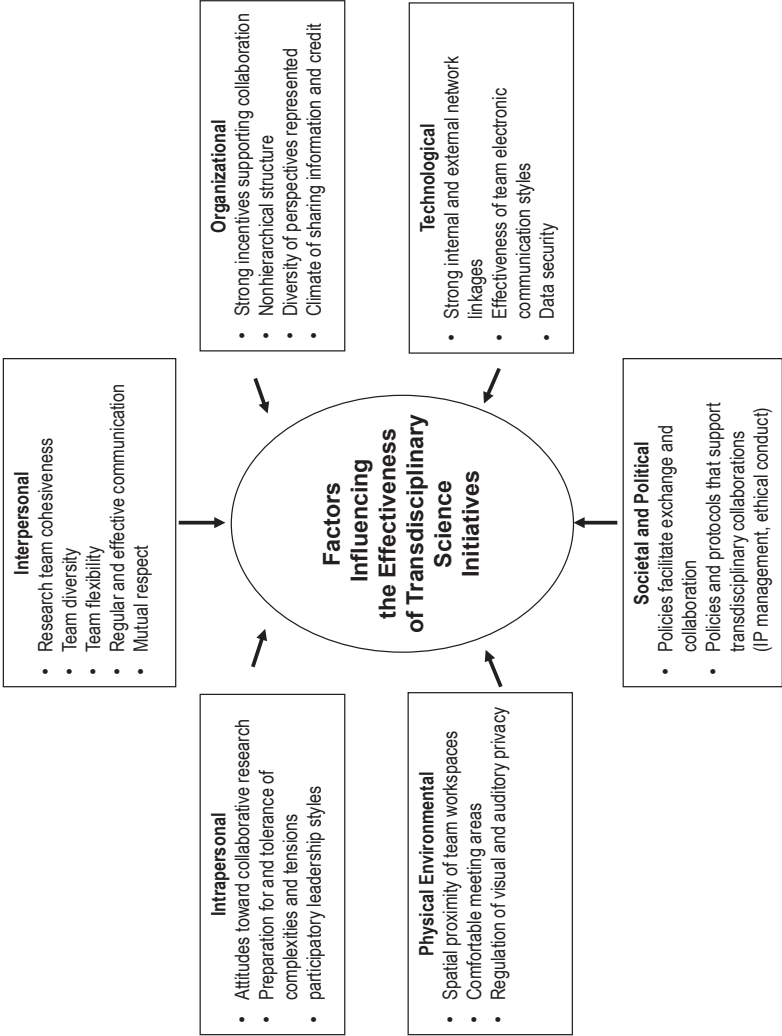 Interpersonal
• Research team cohesiveness
• Team diversity
• Team flexibility
• Regular and effective communication
• Mutual respect
Intrapersonal
• Attitudes toward collaborative research
• Preparation for and tolerance of
complexities and tensions
• participatory leadership styles
Organizational
• Strong incentives supporting collaboration
• Nonhierarchical structure
• Diversity of perspectives represented
• Climate of sharing information and credit
Factors
Influencing
the Effectiveness
of Transdisciplinary
Science
Initiatives
Physical Environmental
• Spatial proximity of team workspaces
• Comfortable meeting areas
• Regulation of visual and auditory privacy
Technological
• Strong internal and external network
linkages
• Effectiveness of team electronic
communication styles
• Data security
Societal and Political
• Policies facilitate exchange and
collaboration
• Policies and protocols that support
transdisciplinary collaborations
(IP management, ethical conduct)